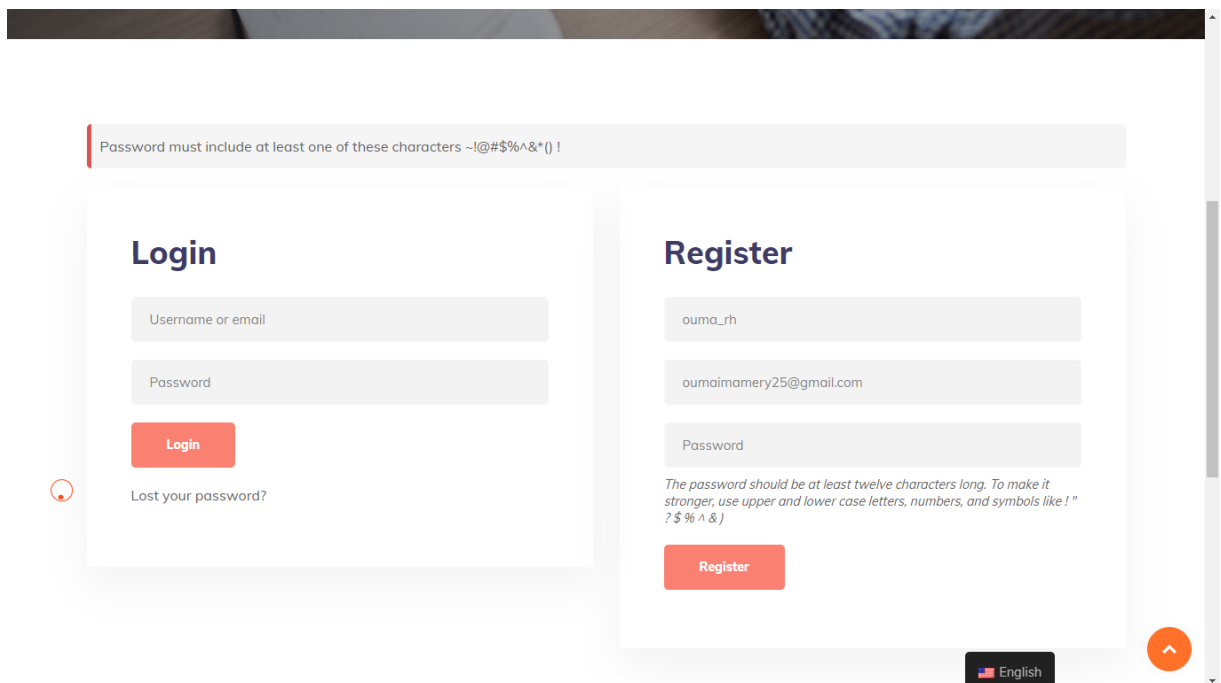 Password must include at least one of these characters ~!@#$%^&*() !
Login
Username or email
Password
Login
Lost your password?
Register
ouma_rh
oumaimamery25@gmail.com
Password
The password should be at least twelve characters long. To make it
stronger, use upper and lower case letters, numbers, and symbols like ! "
? $ % ^ & )
Register
English